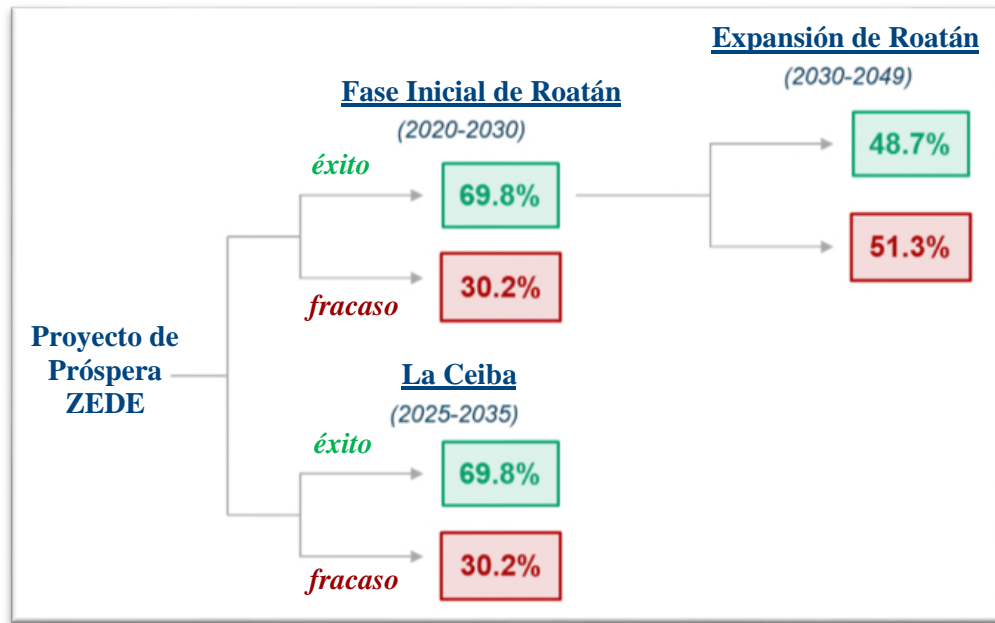 Expansión de Roatán
(2030-2049)
Fase Inicial de Roatán
(2020-2030)
éxito
69.8%
48.7%
51.3%
fracaso
30.2%
Proyecto de
Próspera
ZEDE
La Ceiba
(2025-2035)
éxito
69.8%
fracaso
30.2%